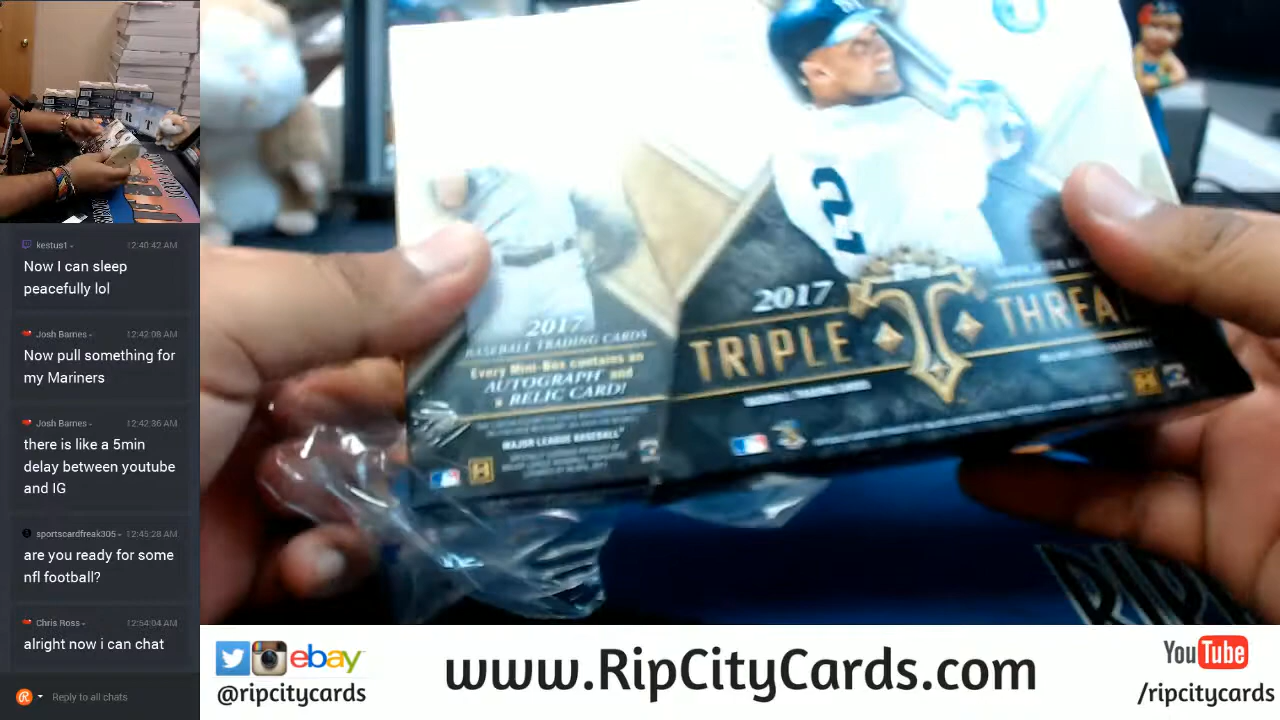 kestust
12:40:42 AM
Now I can sleep
peacefully lol
Josh Barnes
12:42:08 AM
Now pull something for
my Mariners
Josh Barnes
12:42:36 AM
there is like a 5min
delay between youtube
and IG
sportscardfreak305
12:45:28 AM
are you ready for some
nfl football?
Chris Ross
12:54:04 AM
alright now i can chat
Reply to all chats
2
2017
BASEBALL TRADING CARDS
Every Mini-Box contains an
AUTOGRAPH and
a RELIC CARD!
MAJOR LEAGUE BASEBALL
2017
TRIPLE THREA
ebay
@ripcitycards
www.RipCityCards.com
YouTube
/ripcitycards